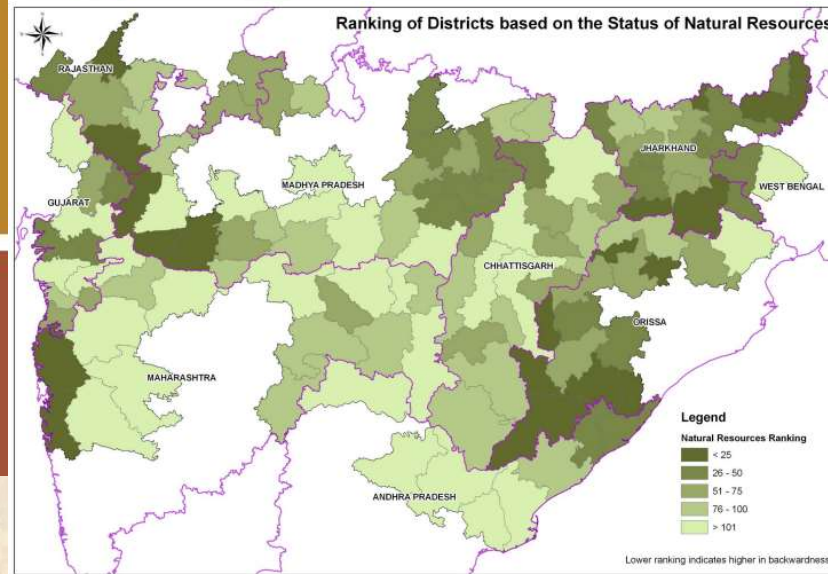 Ranking of Districts based on the Status of Natural Resources
RAJASTHAN
JHARKHAND
MADHYA PRADESH
WEST BENGAL
GUJARAT
CHHATTISGARH
ORISSA
MAHARASHTRA
ANDHRA PRADESH
Legend
Natural Resources Ranking
< 25
26 - 50
51 - 75
76 - 100
> 101
Lower ranking indicates higher in backwardness